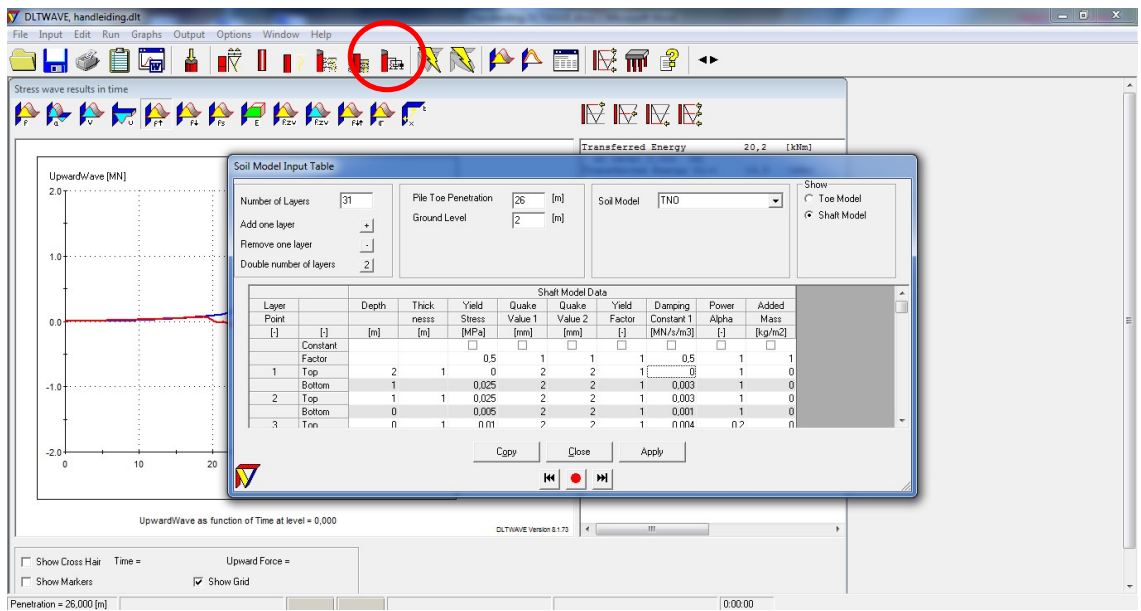 DLTWAVE, handleiding.dlt
File Input Edit Run Graphs Output Options Window Help
Stress wave results in time
Transferred Energy 20,2 [kNm]
UpwardWave [MN]
2.0
1.0
0.0
-1.0
-2.0
0 10 20
UpwardWave as function of Time at level = 0,000
DLTWAVE Version 8.1.73
Soil Model Input Table
Number of Layers 31
Add one layer +
Remove one layer -
Double number of layers 2
Pile Toe Penetration 26 [m]
Ground Level 2 [m]
Soil Model TNO
Show
Toe Model
Shaft Model
Shaft Model Data
Layer Depth Thick Yield Quake Quake Yield Damping Power Added
Point nesss Stress Value 1 Value 2 Factor Constant 1 Alpha Mass
[-] [-] [m] [m] [MPa] [mm] [mm] [-] [MN/s/m3] [-] [kg/m2]
Constant
Factor 0,5 1 1 1 0,5 1 1
1 Top 2 1 0 2 2 1 0 1 0
Bottom 1 0,025 2 2 1 0,003 1 0
2 Top 1 1 0,025 2 2 1 0,003 1 0
Bottom 0 0,005 2 2 1 0,001 1 0
3 Top 0 1 0,01 2 2 1 0,004 0,2 0
Copy Close Apply
Show Cross Hair Time = Upward Force =
Show Markers Show Grid
Penetration = 26,000 [m] 0:00:00